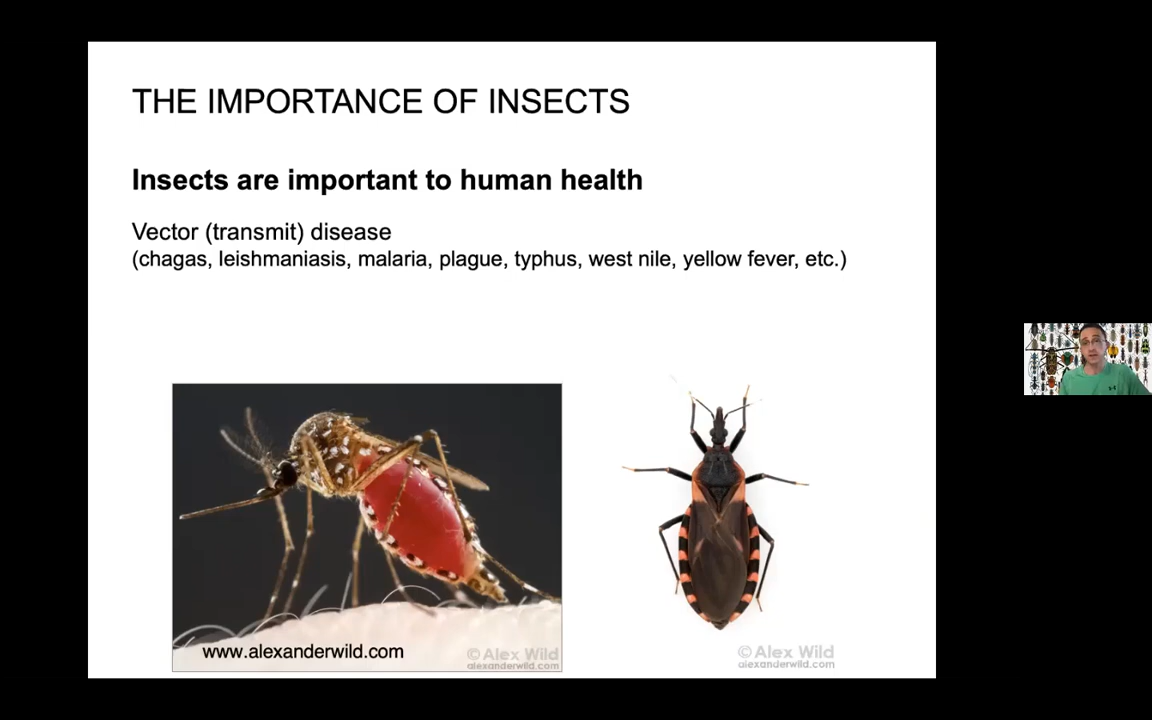 THE IMPORTANCE OF INSECTS
Insects are important to human health
Vector (transmit) disease
(chagas, leishmaniasis, malaria, plague, typhus, west nile, yellow fever, etc.)
www.alexanderwild.com
© Alex Wild
alexanderwild.com
© Alex Wild
alexanderwild.com